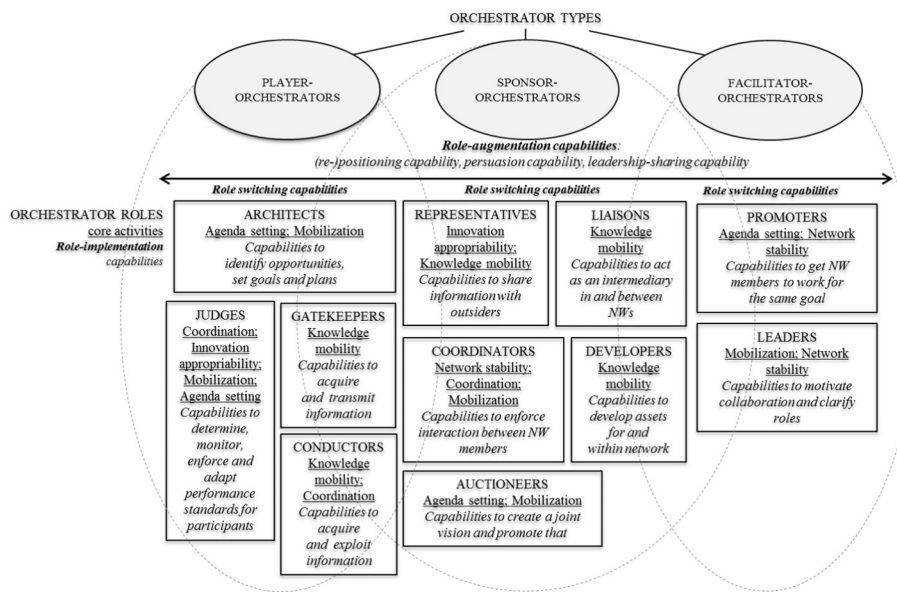 ORCHESTRATOR TYPES
PLAYER-
ORCHESTRATORS
SPONSOR-
ORCHESTRATORS
FACILITATOR-
ORCHESTRATORS
Role-augmentation capabilities:
(re-)positioning capability, persuasion capability, leadership-sharing capability
Role switching capabilities
Role switching capabilities
Role switching capabilities
ORCHESTRATOR ROLES
core activities
Role-implementation
capabilities
ARCHITECTS
Agenda setting; Mobilization
Capabilities to
identify opportunities,
set goals and plans
REPRESENTATIVES
Innovation
appropriability;
Knowledge mobility
Capabilities to share
information with
outsiders
LIAISONS
Knowledge
mobility
Capabilities to act
as an intermediary
in and between
NWs
PROMOTERS
Agenda setting; Network
stability
Capabilities to get NW
members to work for
the same goal
JUDGES
Coordination;
Innovation
appropriability;
Mobilization;
Agenda setting
Capabilities to
determine,
monitor,
enforce and
adapt
performance
standards for
participants
GATEKEEPERS
Knowledge
mobility
Capabilities to
acquire
and transmit
information
COORDINATORS
Network stability;
Coordination;
Mobilization
Capabilities to enforce
interaction between NW
members
DEVELOPERS
Knowledge
mobility
Capabilities to
develop assets
for and
within network
LEADERS
Mobilization; Network
stability
Capabilities to motivate
collaboration and clarify
roles
CONDUCTORS
Knowledge
mobility;
Coordination
Capabilities to
acquire
and exploit
information
AUCTIONEERS
Agenda setting; Mobilization
Capabilities to create a joint
vision and promote that